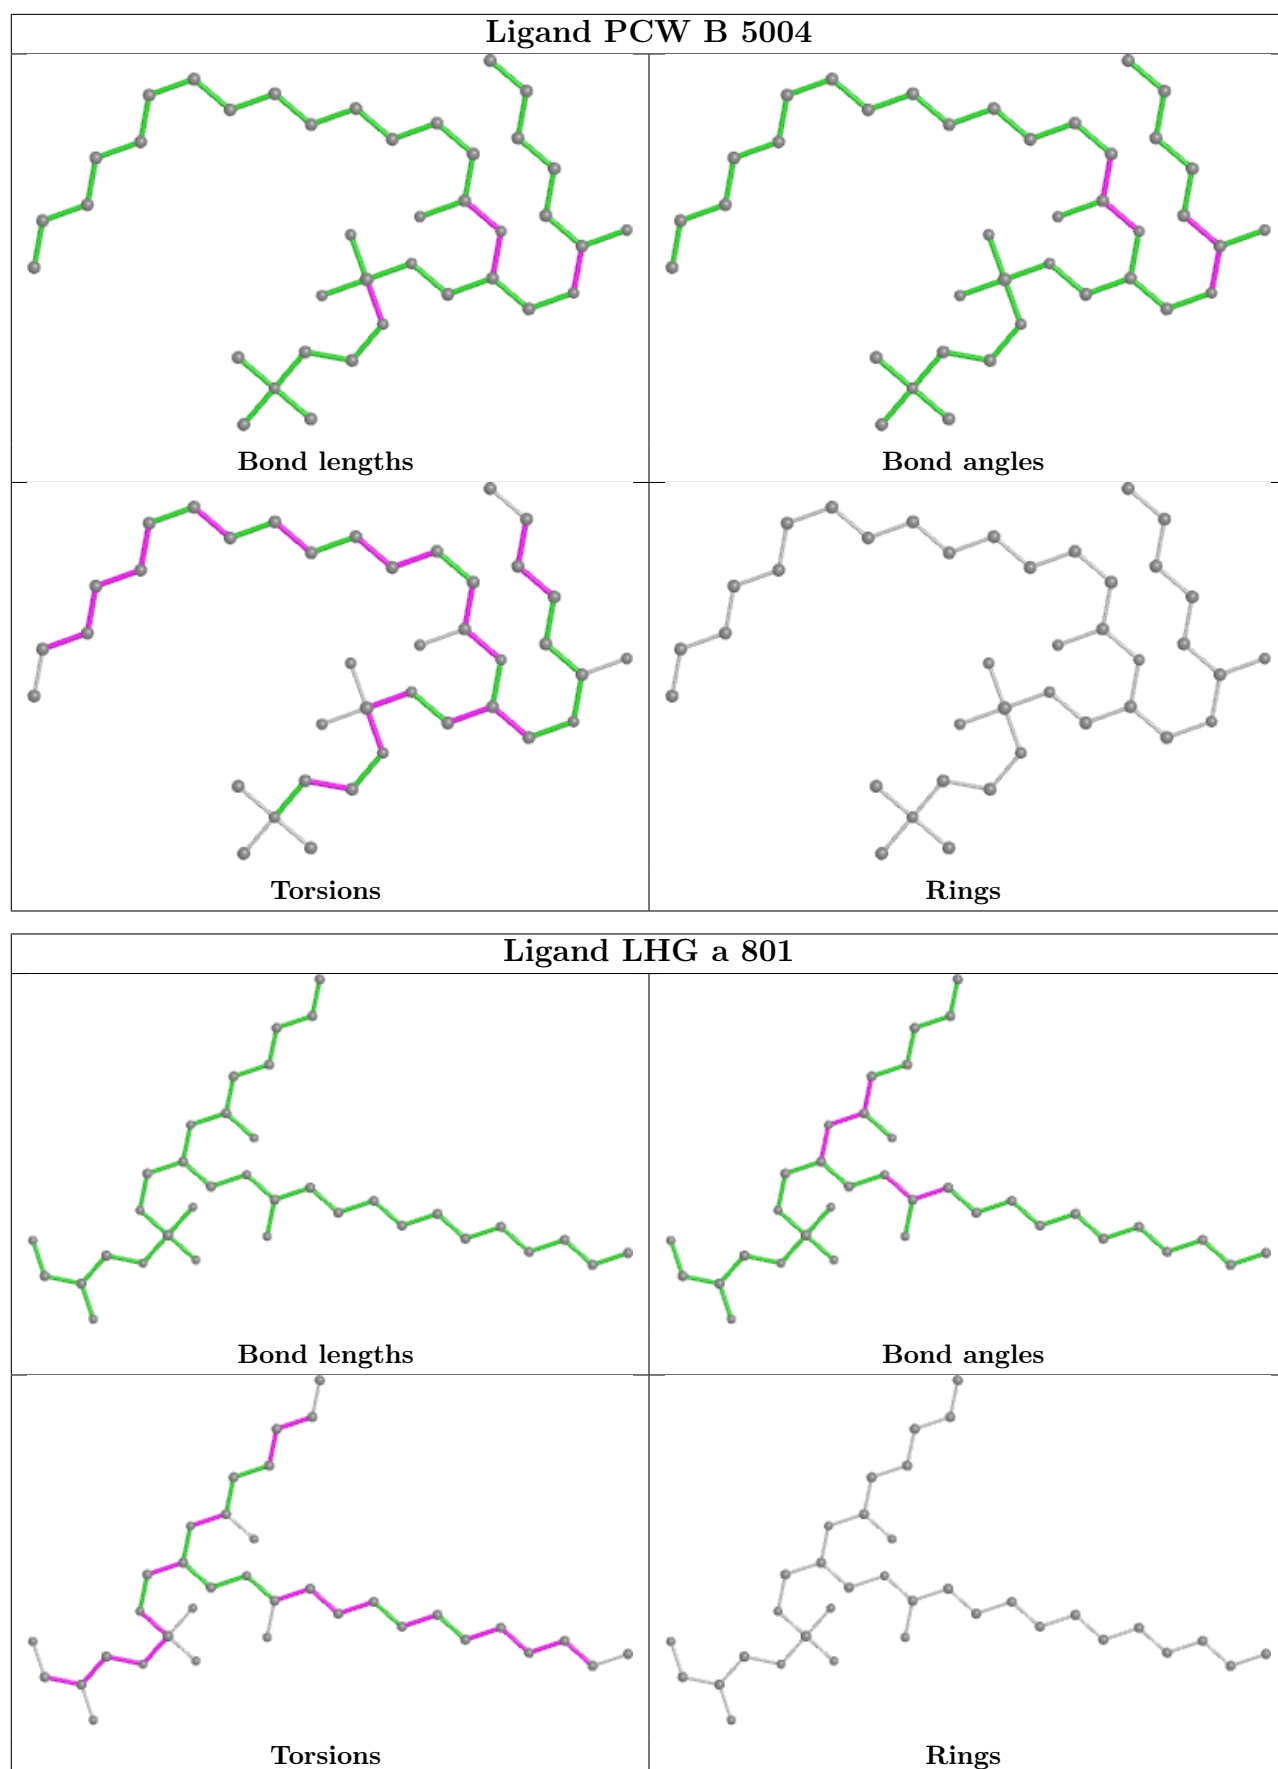 Ligand PCW B 5004
Bond lengths
Bond angles
Torsions
Rings
Ligand LHG a 801
Bond lengths
Bond angles
Torsions
Rings